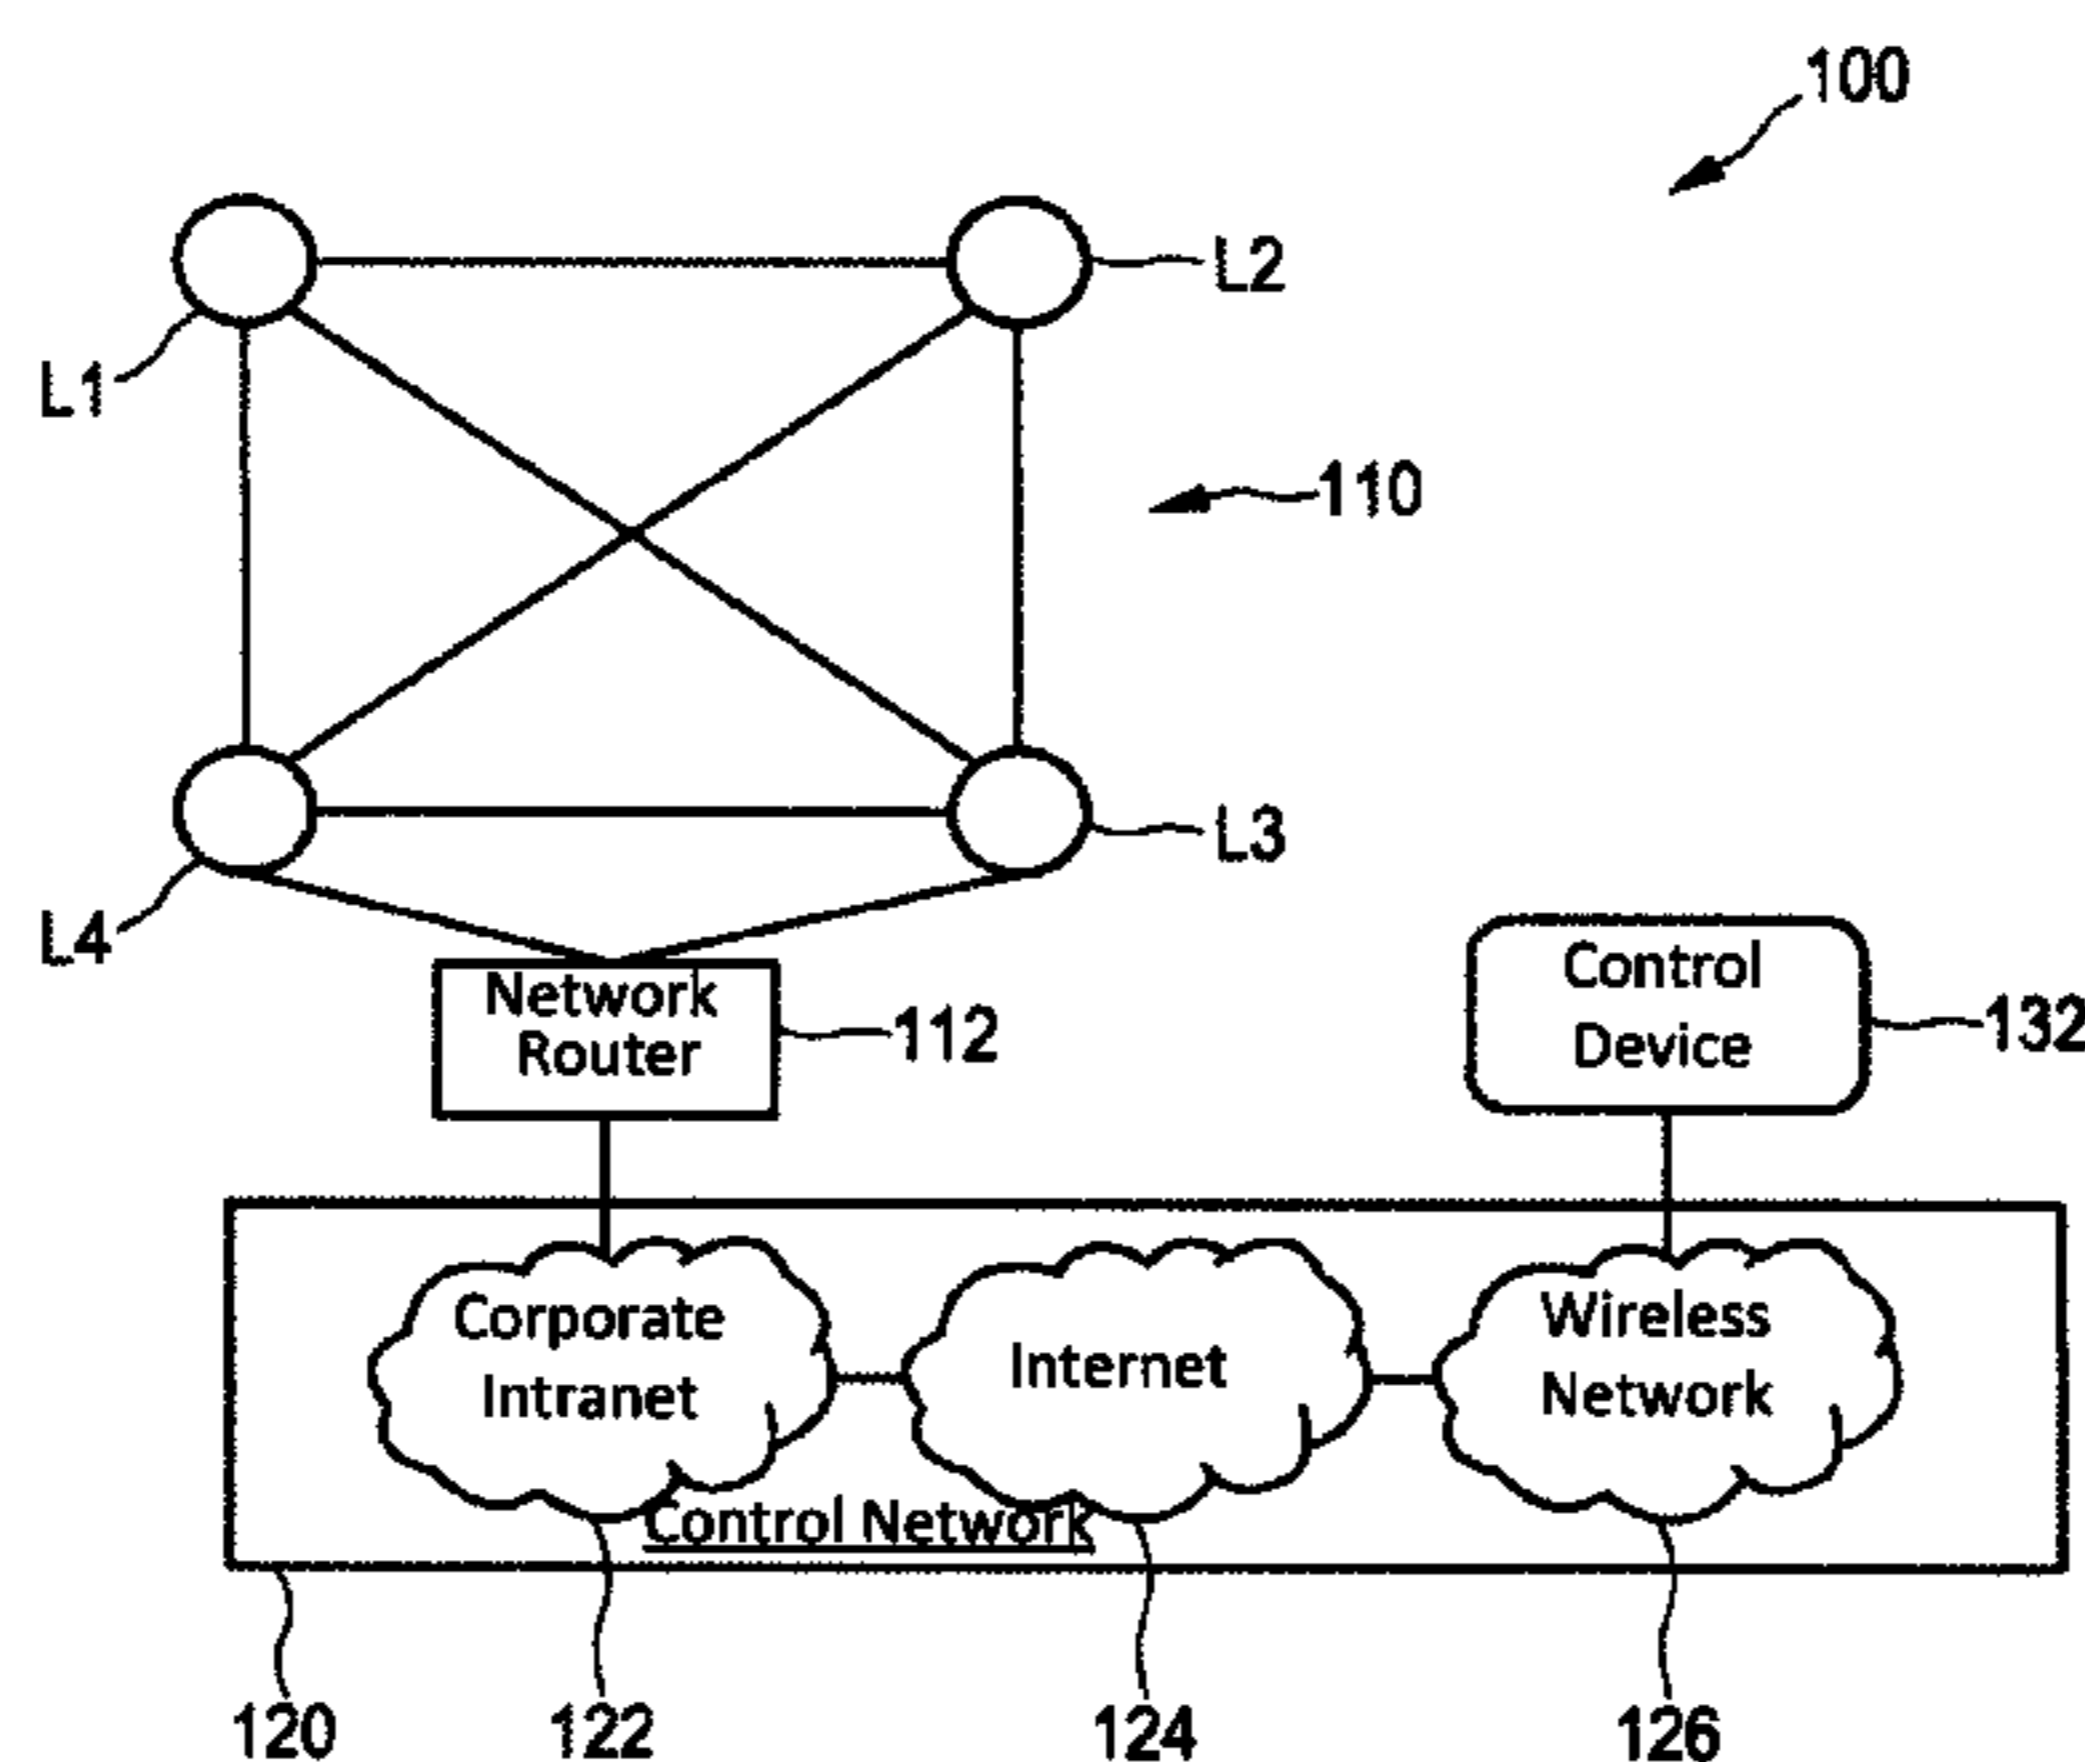 100
L2
L1
110
L3
L4
Network
Router
112
Control
Device
132
Corporate
Intranet
Internet
Wireless
Network
Control Network
120
122
124
126